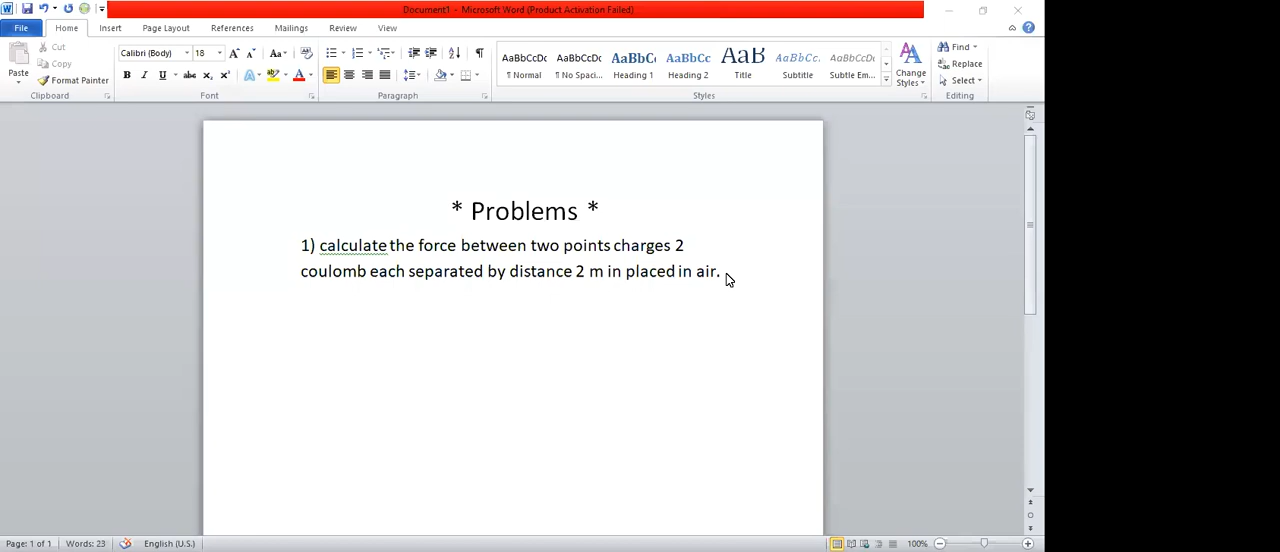 Document1 - Microsoft Word (Product Activation Failed)
File Home Insert Page Layout References Mailings Review View
Cut
Copy
Paste
Format Painter
Clipboard
Calibri (Body) 18
Font
Paragraph
AaBbCcDc AaBbCcDc AaBbCc AaBbCc AaB AaBbCc. AaBbCcDc
¶ Normal ¶ No Spaci... Heading 1 Heading 2 Title Subtitle Subtle Em...
Change
Styles
Styles
Find
Replace
Select
Editing
* Problems *
1) calculate the force between two points charges 2
coulomb each separated by distance 2 m in placed in air.
Page: 1 of 1 Words: 23 English (U.S.) 100%